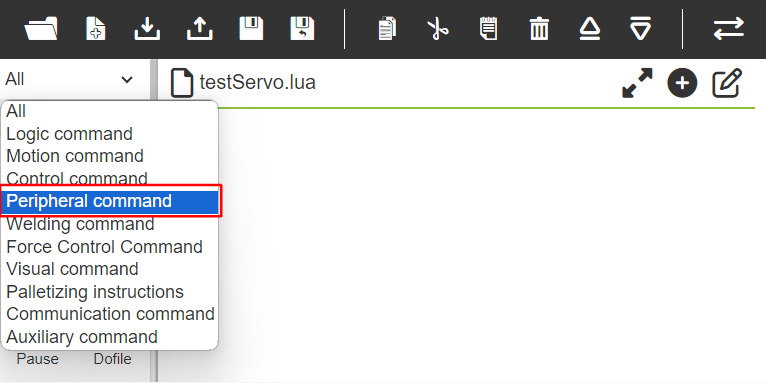 All
testServo.lua
All
Logic command
Motion command
Control command
Peripheral command
Welding command
Force Control Command
Visual command
Palletizing instructions
Communication command
Auxiliary command
Pause Dofile